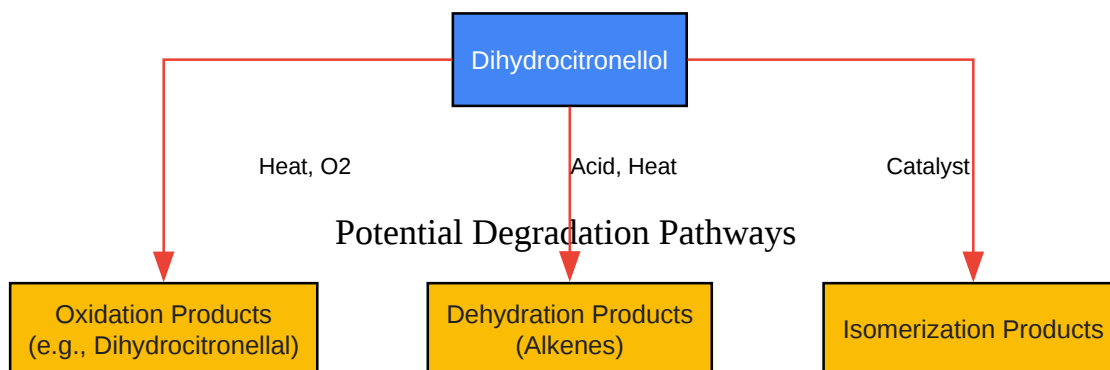 Dihydrocitronellol
Heat, O2
Acid, Heat
Catalyst
Potential Degradation Pathways
Oxidation Products
(e.g., Dihydrocitronellal)
Dehydration Products
(Alkenes)
Isomerization Products